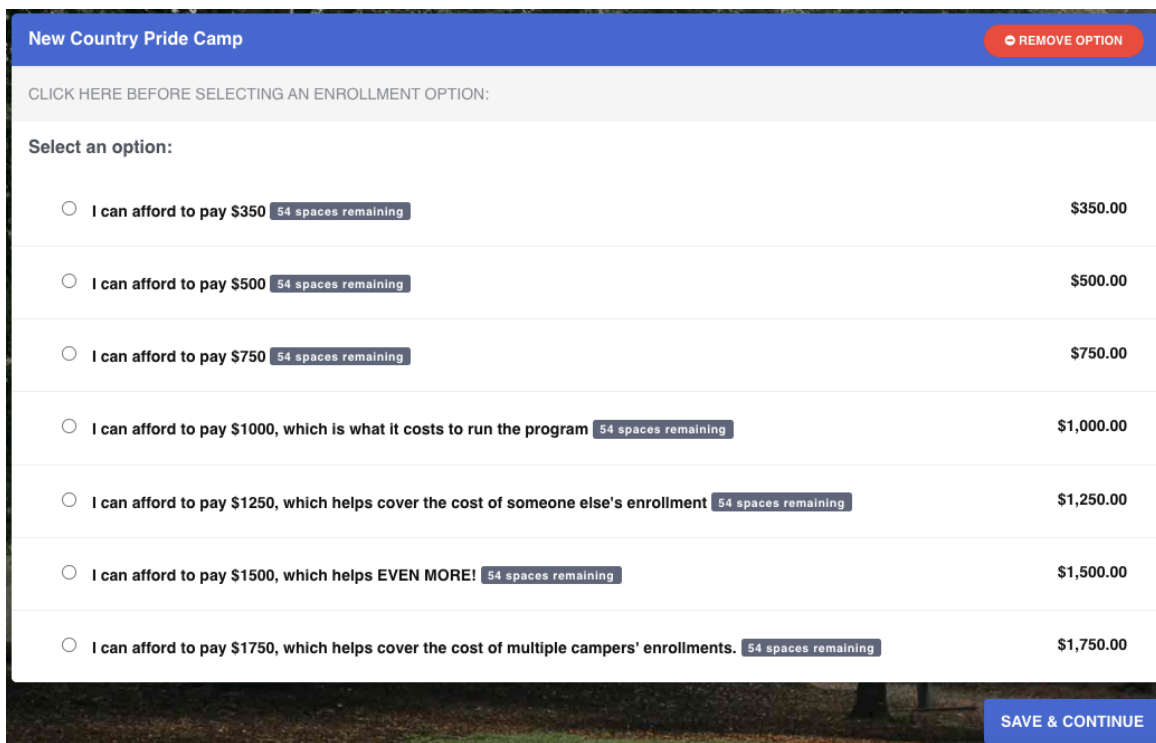 New Country Pride Camp
REMOVE OPTION
CLICK HERE BEFORE SELECTING AN ENROLLMENT OPTION:
Select an option:
I can afford to pay $350 54 spaces remaining $350.00
I can afford to pay $500 54 spaces remaining $500.00
I can afford to pay $750 54 spaces remaining $750.00
I can afford to pay $1000, which is what it costs to run the program 54 spaces remaining $1,000.00
I can afford to pay $1250, which helps cover the cost of someone else's enrollment 54 spaces remaining $1,250.00
I can afford to pay $1500, which helps EVEN MORE! 54 spaces remaining $1,500.00
I can afford to pay $1750, which helps cover the cost of multiple campers' enrollments. 54 spaces remaining $1,750.00
SAVE & CONTINUE